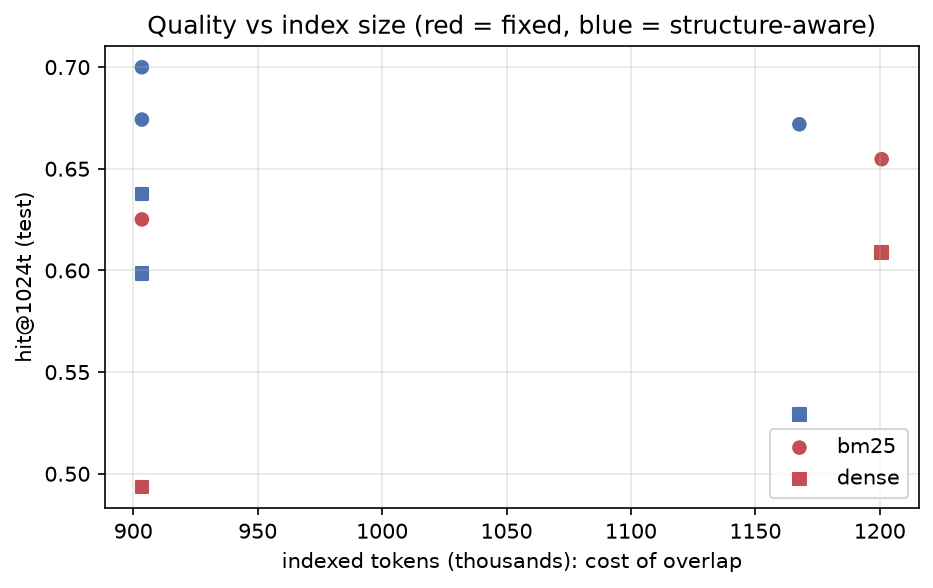 Quality vs index size (red = fixed, blue = structure-aware)
hit@1024t (test)
0.70
0.65
0.60
0.55
0.50
bm25
dense
900 950 1000 1050 1100 1150 1200
indexed tokens (thousands): cost of overlap